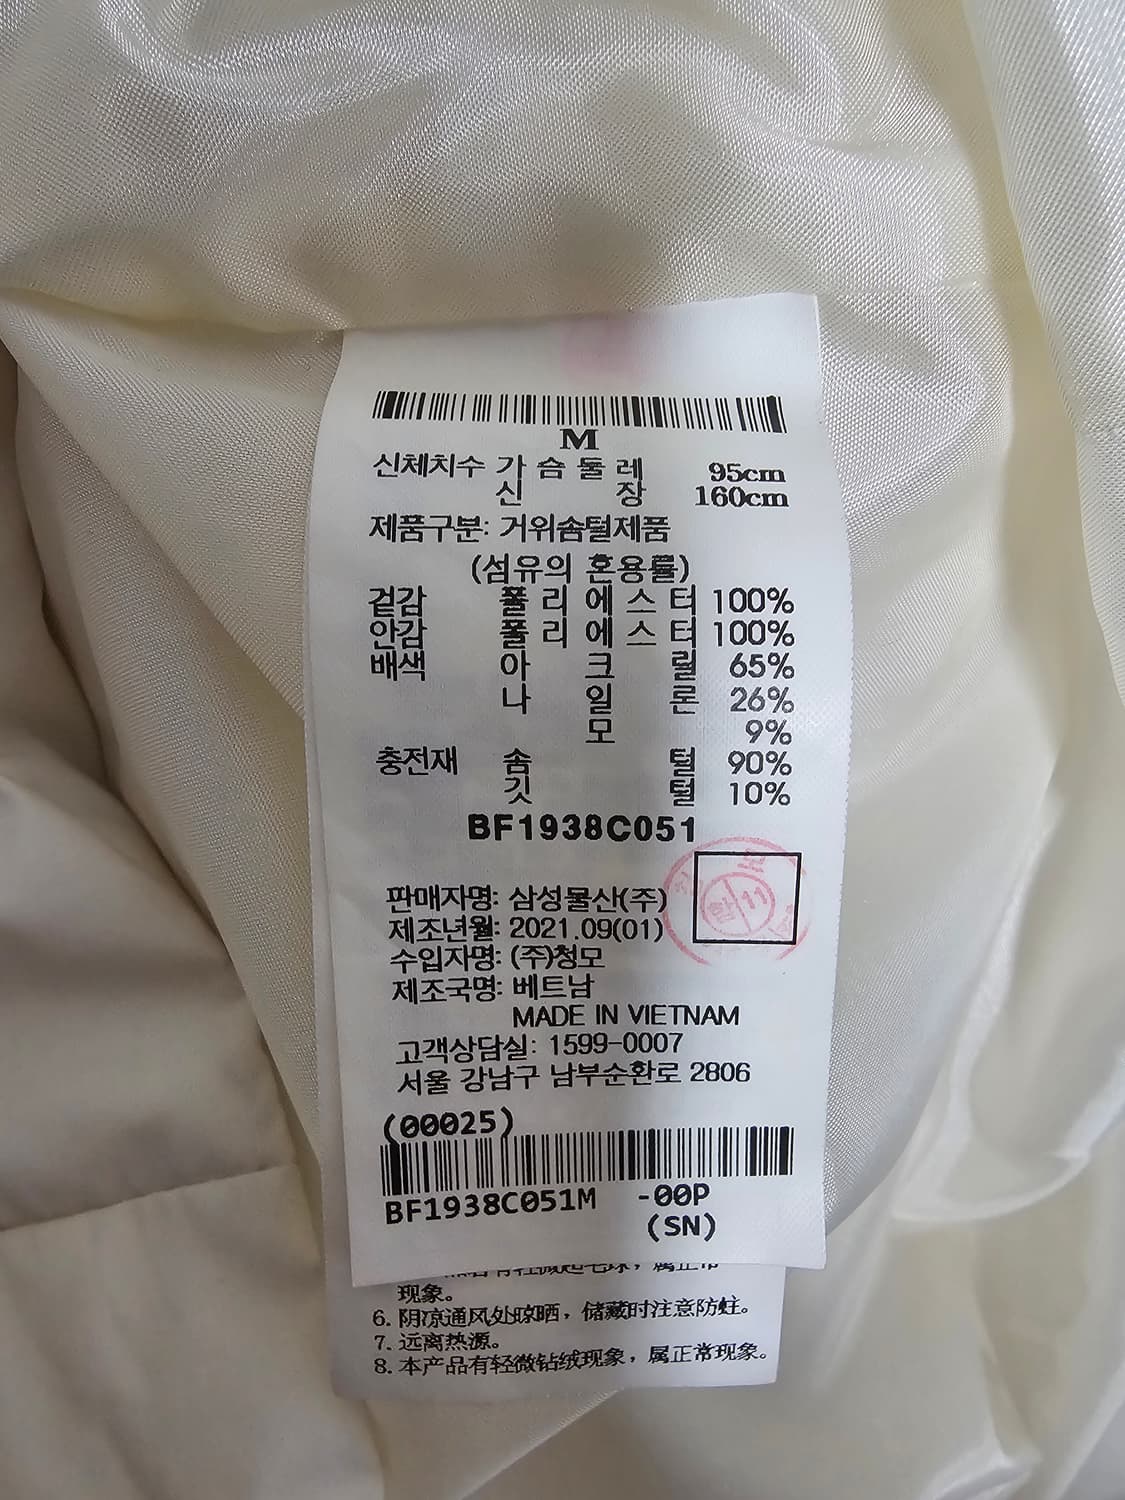 M
신체치수 가슴둘레 95cm
신장 160cm
제품구분: 거위솜털제품
(섬유의 혼용률)
겉감 폴리에스터 100%
안감 폴리에스터 100%
배색 아크릴 65%
나일론 26%
모 9%
충전재 솜털 90%
깃털 10%
BF1938C051
판매자명: 삼성물산(주)
제조년월: 2021.09(01)
수입자명: (주)청모
제조국명: 베트남
MADE IN VIETNAM
고객상담실: 1599-0007
서울 강남구 남부순환로 2806
(00025)
BF1938C051M -00P
(SN)
现象。
6. 阴凉通风处晾晒，储藏时注意防蛀。
7. 远离热源。
8. 本产品有轻微钻绒现象，属正常现象。